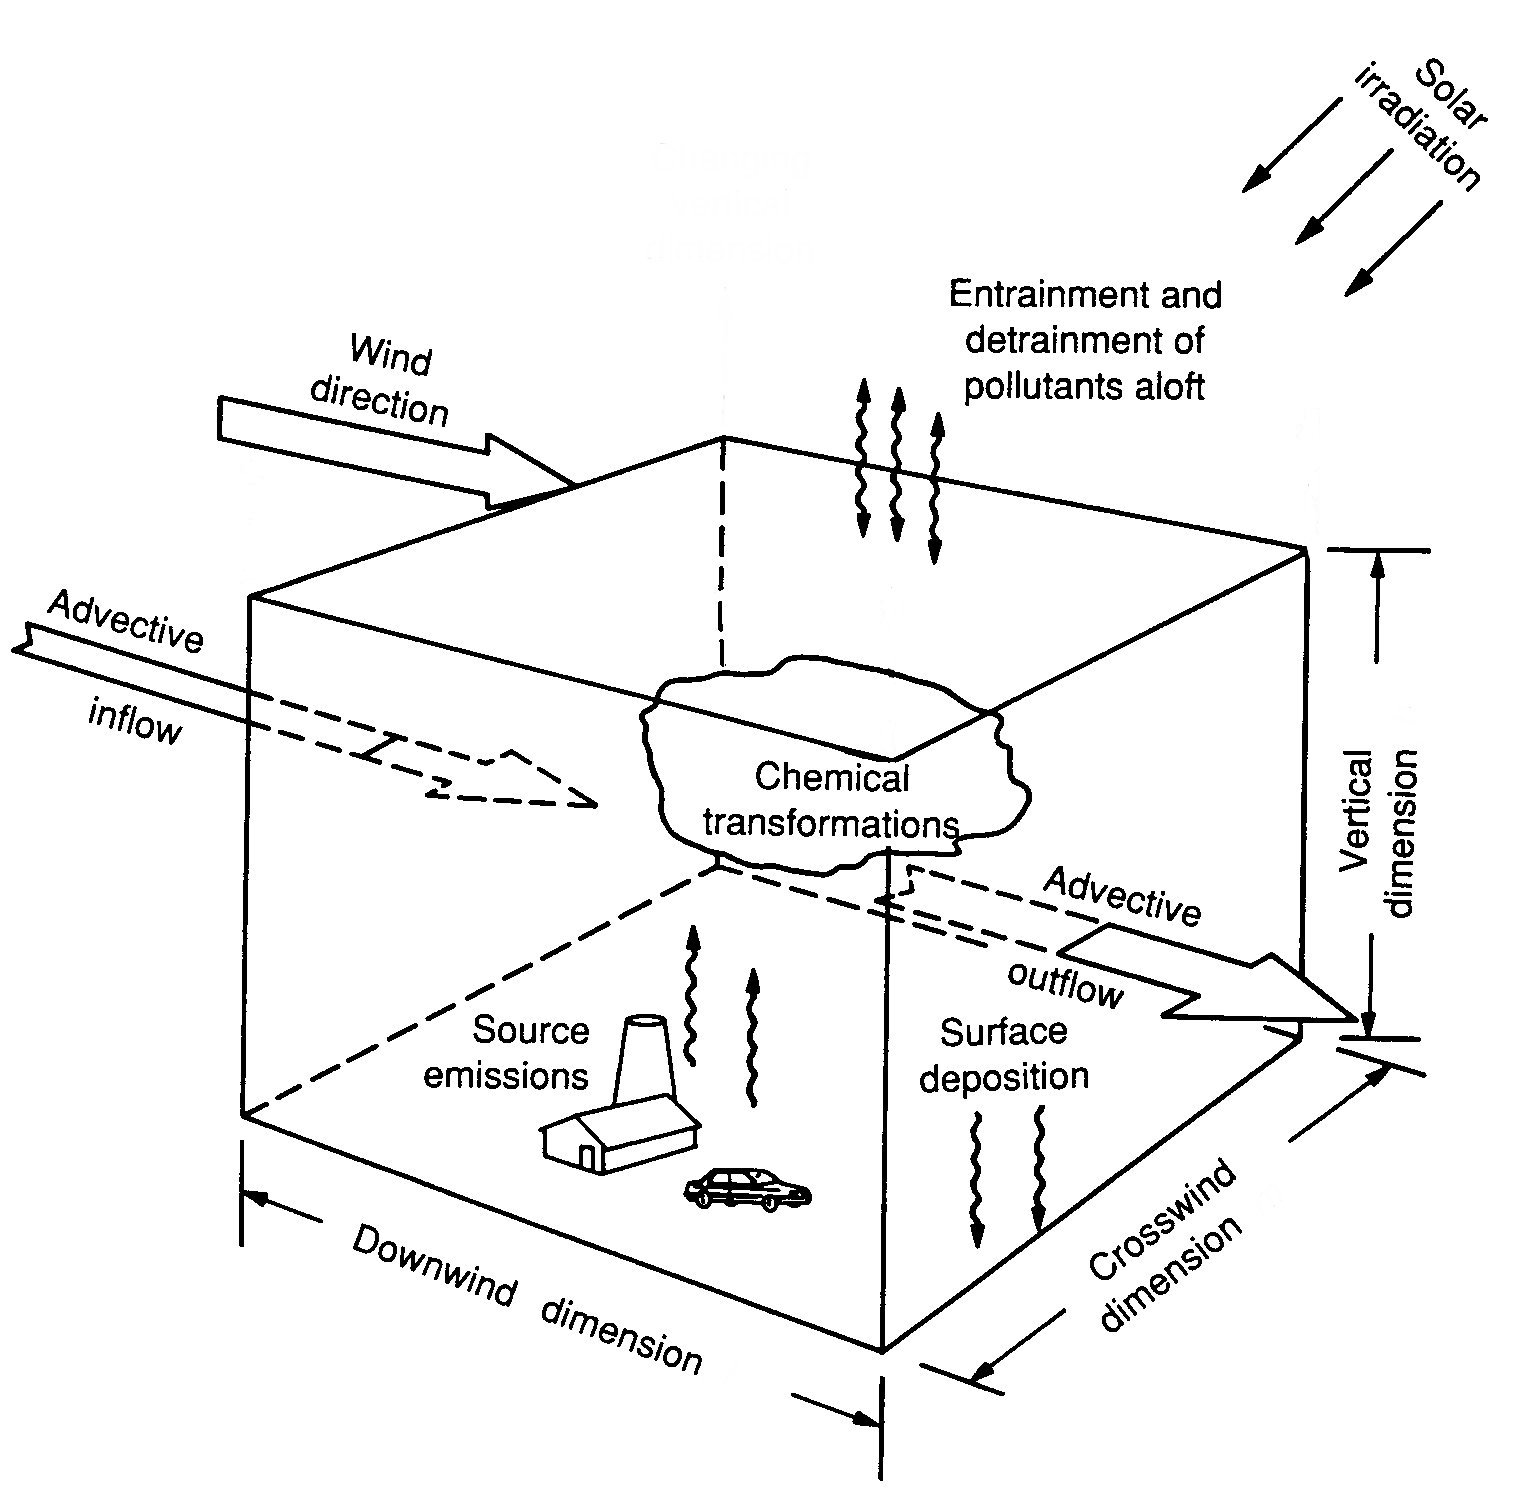 Solar
irradiation
Entrainment and
detrainment of
pollutants aloft
Wind
direction
Advective
inflow
Chemical
transformations
Vertical
dimension
Advective
outflow
Source
emissions
Surface
deposition
Crosswind
dimension
Downwind dimension